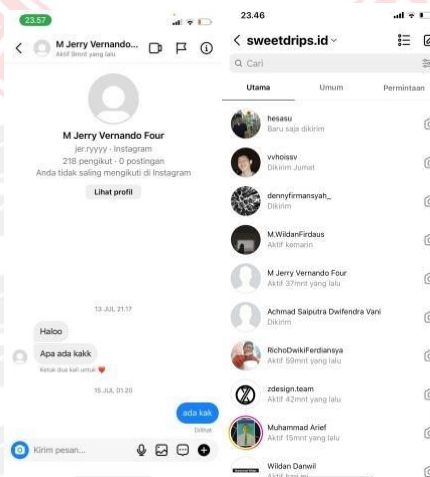 23.57
M Jerry Vernando...
Aktif 9mnt yang lalu
M Jerry Vernando Four
jer.ryyyy · Instagram
218 pengikut · 0 postingan
Anda tidak saling mengikuti di Instagram
Lihat profil
13 JUL 21.17
Haloo
Apa ada kakk
Ketuk dua kali untuk ❤️
15 JUL 01.20
ada kak
Dilihat
Kirim pesan...
23.46
sweetdrips.id
Cari
Utama Umum Permintaan
hesasu
Baru saja dikirim
vvhoissv
Dikirim Jumat
dennyfirmansyah_
Dikirim
M.WildanFirdaus
Aktif kemarin
M Jerry Vernando Four
Aktif 37mnt yang lalu
Achmad Saiputra Dwifendra Vani
Dikirim
RichoDwikiFerdiansya
Aktif 59mnt yang lalu
zdesign.team
Aktif 42mnt yang lalu
Muhammad Arief
Aktif 15mnt yang lalu
Wildan Danwil
Aktif hari ini